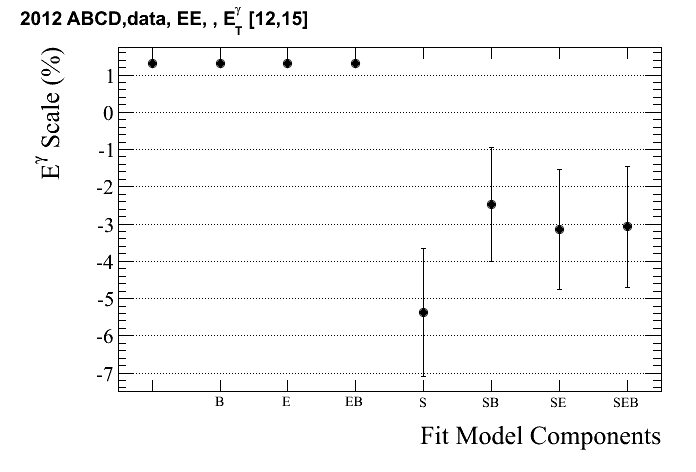 2012 ABCD,data, EE, , E_T^γ [12,15]
E^γ Scale (%)
1
0
-1
-2
-3
-4
-5
-6
-7
B E EB S SB SE SEB
Fit Model Components